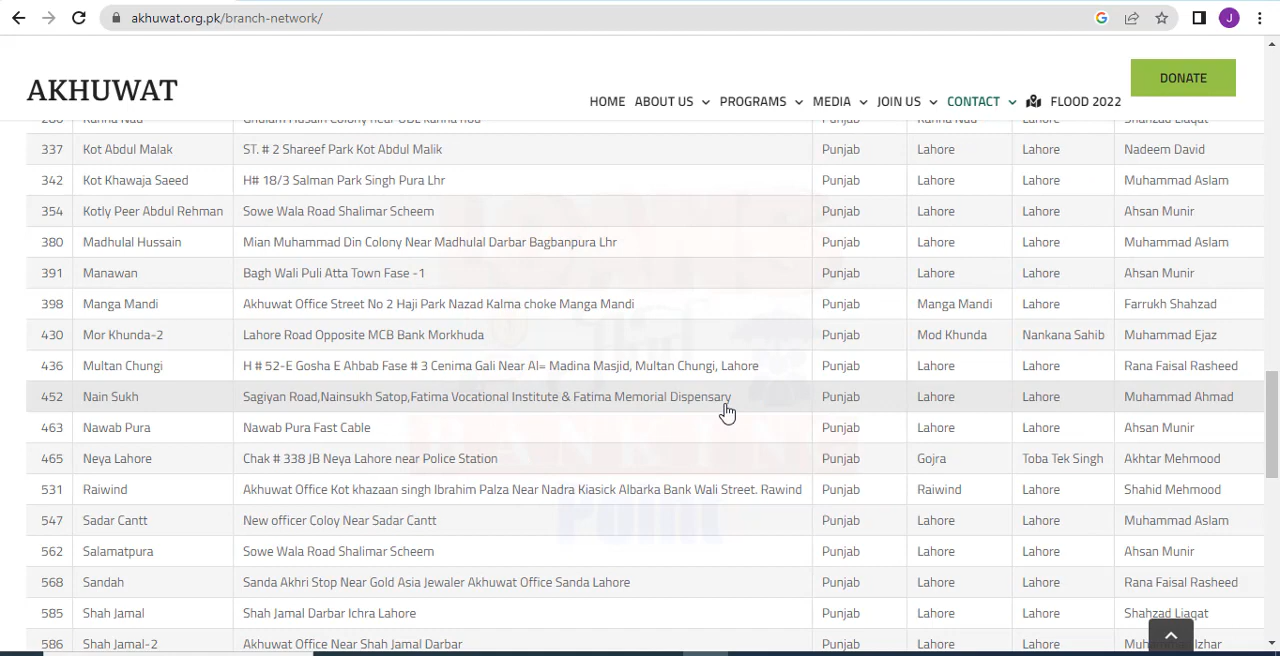 akhuwat.org.pk/branch-network/
J
AKHUWAT
HOME ABOUT US PROGRAMS MEDIA JOIN US CONTACT FLOOD 2022
DONATE
337 Kot Abdul Malak ST. # 2 Shareef Park Kot Abdul Malik Punjab Lahore Lahore Nadeem David
342 Kot Khawaja Saeed H# 18/3 Salman Park Singh Pura Lhr Punjab Lahore Lahore Muhammad Aslam
354 Kotly Peer Abdul Rehman Sowe Wala Road Shalimar Scheem Punjab Lahore Lahore Ahsan Munir
380 Madhulal Hussain Mian Muhammad Din Colony Near Madhulal Darbar Bagbanpura Lhr Punjab Lahore Lahore Muhammad Aslam
391 Manawan Bagh Wali Puli Atta Town Fase -1 Punjab Lahore Lahore Ahsan Munir
398 Manga Mandi Akhuwat Office Street No 2 Haji Park Nazad Kalma choke Manga Mandi Punjab Manga Mandi Lahore Farrukh Shahzad
430 Mor Khunda-2 Lahore Road Opposite MCB Bank Morkhuda Punjab Mod Khunda Nankana Sahib Muhammad Ejaz
436 Multan Chungi H # 52-E Gosha E Ahbab Fase # 3 Cenima Gali Near Al= Madina Masjid, Multan Chungi, Lahore Punjab Lahore Lahore Rana Faisal Rasheed
452 Nain Sukh Sagiyan Road,Nainsukh Satop,Fatima Vocational Institute & Fatima Memorial Dispensary Punjab Lahore Lahore Muhammad Ahmad
463 Nawab Pura Nawab Pura Fast Cable Punjab Lahore Lahore Ahsan Munir
465 Neya Lahore Chak # 338 JB Neya Lahore near Police Station Punjab Gojra Toba Tek Singh Akhtar Mehmood
531 Raiwind Akhuwat Office Kot khazaan singh Ibrahim Palza Near Nadra Kiasick Albarka Bank Wali Street. Rawind Punjab Raiwind Lahore Shahid Mehmood
547 Sadar Cantt New officer Coloy Near Sadar Cantt Punjab Lahore Lahore Muhammad Aslam
562 Salamatpura Sowe Wala Road Shalimar Scheem Punjab Lahore Lahore Ahsan Munir
568 Sandah Sanda Akhri Stop Near Gold Asia Jewaler Akhuwat Office Sanda Lahore Punjab Lahore Lahore Rana Faisal Rasheed
585 Shah Jamal Shah Jamal Darbar Ichra Lahore Punjab Lahore Lahore Shahzad Liaqat
586 Shah Jamal-2 Akhuwat Office Near Shah Jamal Darbar Punjab Lahore Lahore
BANKING
Point